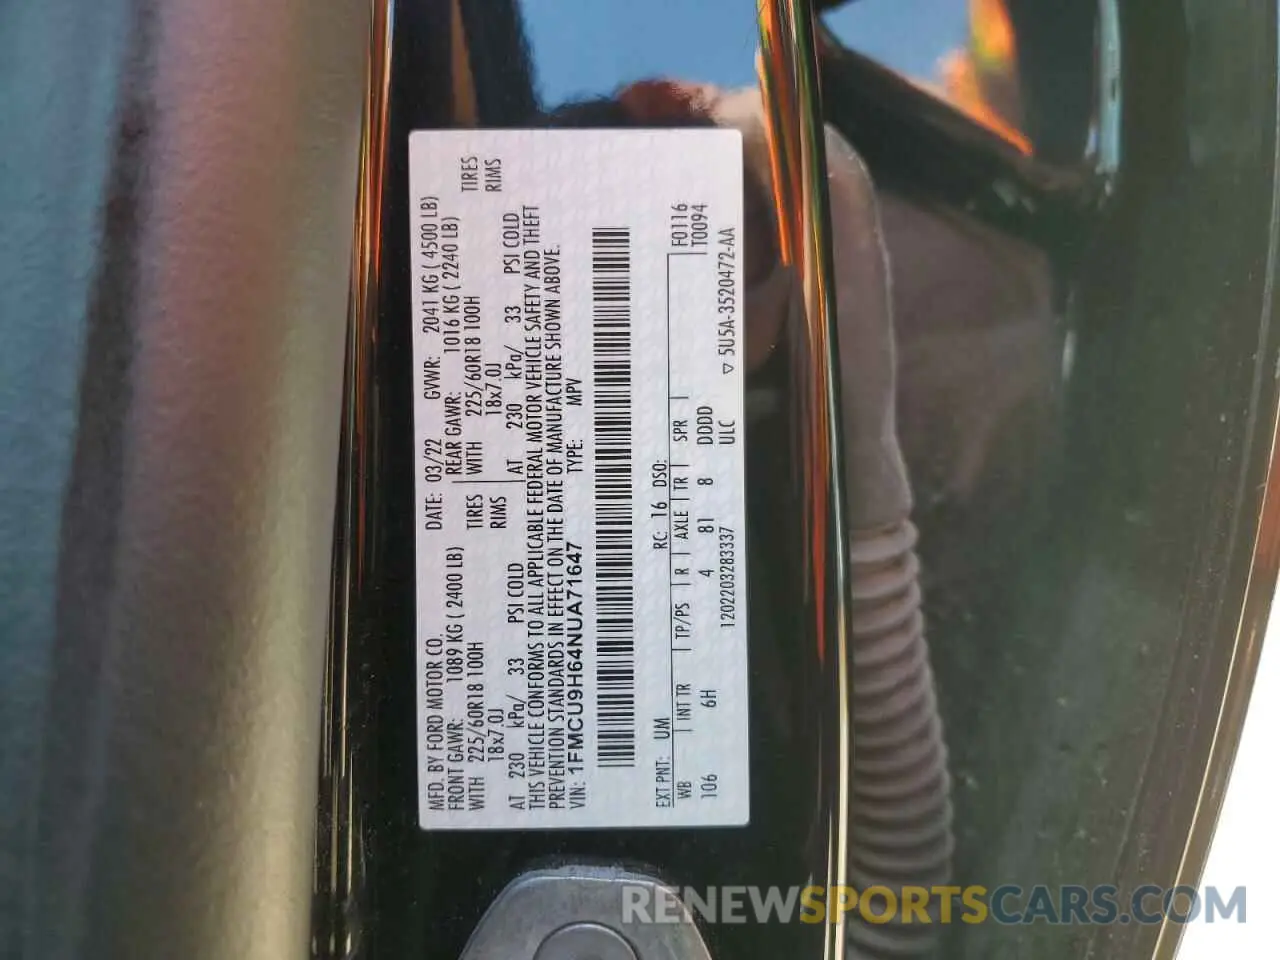 MFD. BY FORD MOTOR CO. DATE: 03/22 GVWR: 2041 KG ( 4500 LB)
FRONT GAWR: 1089 KG ( 2400 LB) REAR GAWR: 1016 KG ( 2240 LB)
WITH 225/60R18 100H TIRES WITH 225/60R18 100H TIRES
18x7.0J RIMS 18x7.0J RIMS
AT 230 kPa/ 33 PSI COLD AT 230 kPa/ 33 PSI COLD
THIS VEHICLE CONFORMS TO ALL APPLICABLE FEDERAL MOTOR VEHICLE SAFETY AND THEFT
PREVENTION STANDARDS IN EFFECT ON THE DATE OF MANUFACTURE SHOWN ABOVE.
VIN: 1FMCU9H64NUA71647 TYPE: MPV
EXT PNT: UM RC: 16 DSO: F0116
WB INT TR TP/PS R AXLE TR SPR T0094
106 6H 4 81 8 DDDD
1202203283337 ULC ▽ 5U5A-3520472-AA
RENEWSPORTSCARS.COM